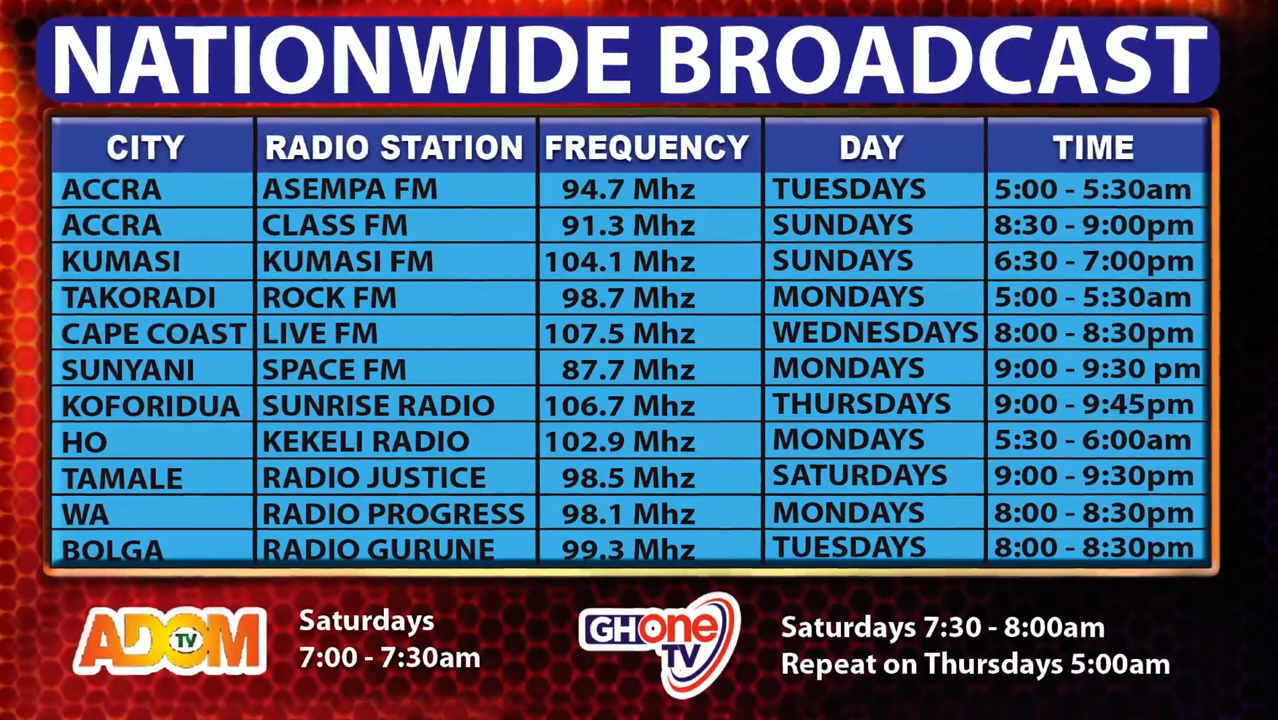 NATIONWIDE BROADCAST
CITY RADIO STATION FREQUENCY DAY TIME
ACCRA ASEMPA FM 94.7 Mhz TUESDAYS 5:00 - 5:30am
ACCRA CLASS FM 91.3 Mhz SUNDAYS 8:30 - 9:00pm
KUMASI KUMASI FM 104.1 Mhz SUNDAYS 6:30 - 7:00pm
TAKORADI ROCK FM 98.7 Mhz MONDAYS 5:00 - 5:30am
CAPE COAST LIVE FM 107.5 Mhz WEDNESDAYS 8:00 - 8:30pm
SUNYANI SPACE FM 87.7 Mhz MONDAYS 9:00 - 9:30 pm
KOFORIDUA SUNRISE RADIO 106.7 Mhz THURSDAYS 9:00 - 9:45pm
HO KEKELI RADIO 102.9 Mhz MONDAYS 5:30 - 6:00am
TAMALE RADIO JUSTICE 98.5 Mhz SATURDAYS 9:00 - 9:30pm
WA RADIO PROGRESS 98.1 Mhz MONDAYS 8:00 - 8:30pm
BOLGA RADIO GURUNE 99.3 Mhz TUESDAYS 8:00 - 8:30pm
ADOM TV
Saturdays
7:00 - 7:30am
GHOne TV
Saturdays 7:30 - 8:00am
Repeat on Thursdays 5:00am